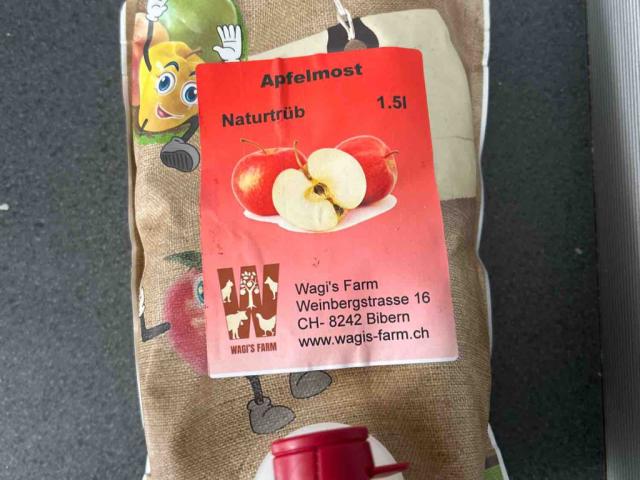 Apfelmost
Naturtrüb 1.5l
Wagi's Farm
Weinbergstrasse 16
CH- 8242 Bibern
www.wagis-farm.ch
W
WAGI'S FARM